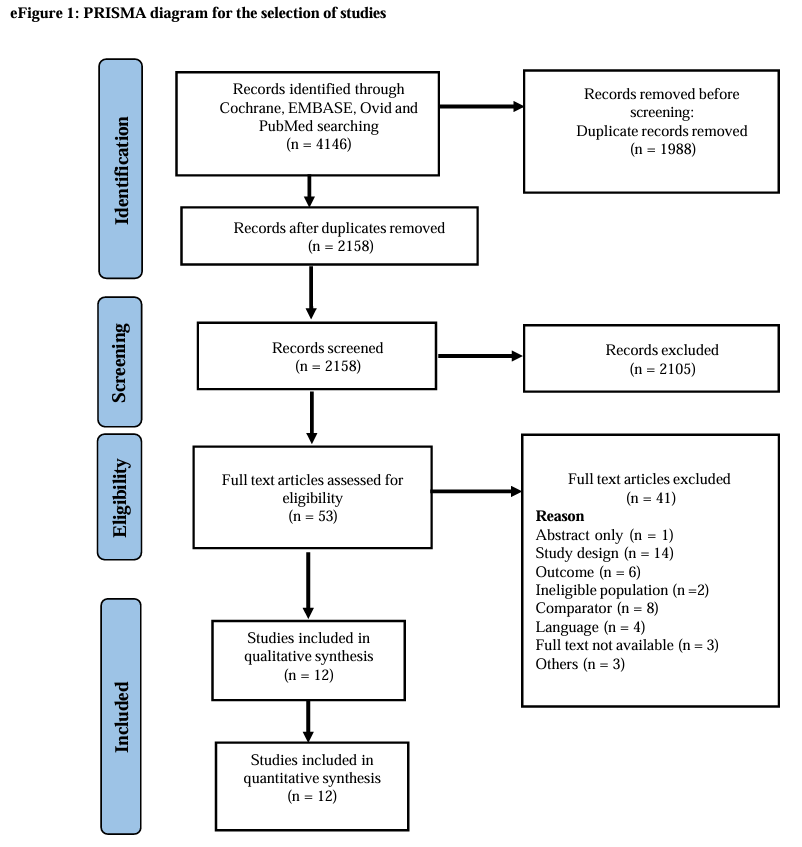 eFigure 1: PRISMA diagram for the selection of studies
Identification
Records identified through
Cochrane, EMBASE, Ovid and
PubMed searching
(n = 4146)
Records removed before
screening:
Duplicate records removed
(n = 1988)
Records after duplicates removed
(n = 2158)
Screening
Records screened
(n = 2158)
Records excluded
(n = 2105)
Eligibility
Full text articles assessed for
eligibility
(n = 53)
Full text articles excluded
(n = 41)
Reason
Abstract only (n = 1)
Study design (n = 14)
Outcome (n = 6)
Ineligible population (n =2)
Comparator (n = 8)
Language (n = 4)
Full text not available (n = 3)
Others (n = 3)
Included
Studies included in
qualitative synthesis
(n = 12)
Studies included in
quantitative synthesis
(n = 12)